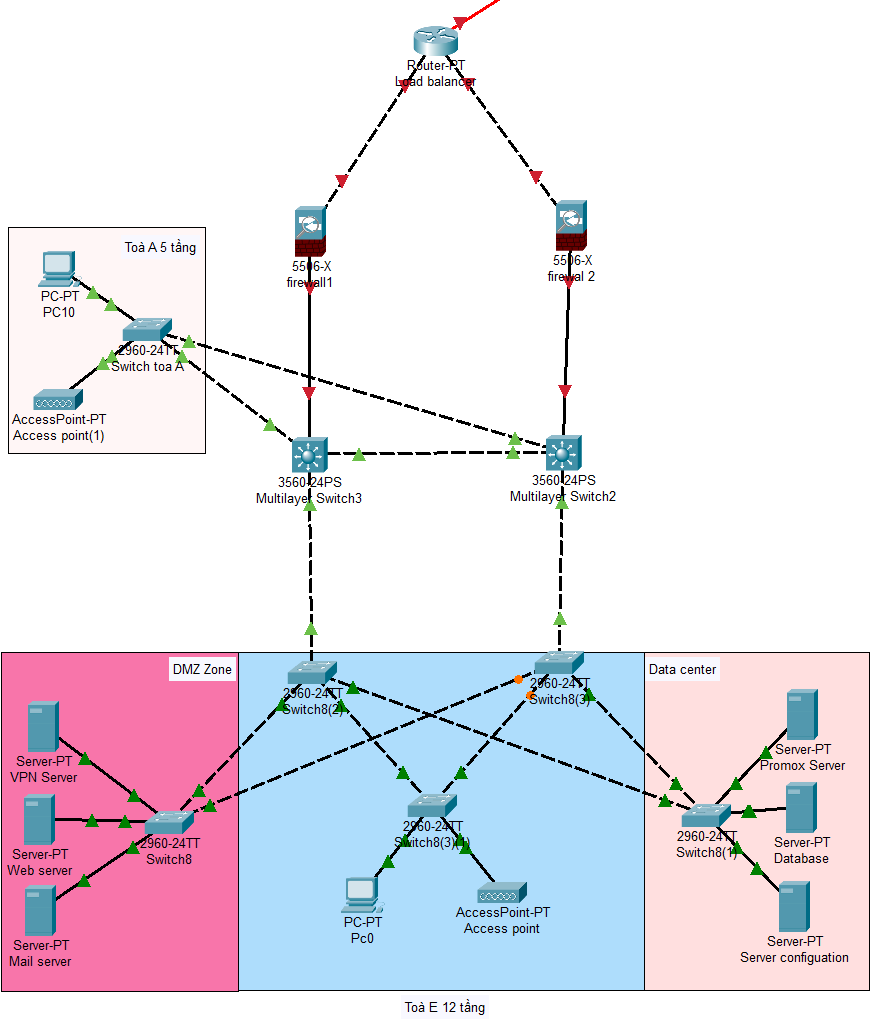 Router-PT
Load balancer
5506-X
firewall1
5506-X
firewal 2
Toà A 5 tầng
PC-PT
PC10
2960-24TT
Switch toa A
AccessPoint-PT
Access point(1)
3560-24PS
Multilayer Switch3
3560-24PS
Multilayer Switch2
DMZ Zone
Data center
2960-24TT
Switch8(2)
2960-24TT
Switch8(3)
Server-PT
VPN Server
Server-PT
Web server
Server-PT
Mail server
2960-24TT
Switch8
2960-24TT
Switch8(3)(1)
PC-PT
Pc0
AccessPoint-PT
Access point
2960-24TT
Switch8(1)
Server-PT
Promox Server
Server-PT
Database
Server-PT
Server configuation
Toà E 12 tầng